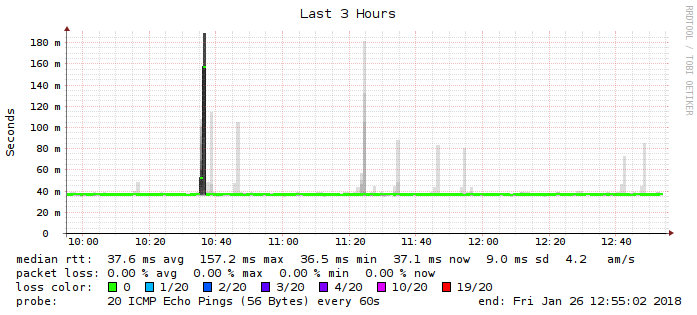 Last 3 Hours
RRDTOOL / TOBI OETIKER
Seconds
180 m
160 m
140 m
120 m
100 m
80 m
60 m
40 m
20 m
0
10:00 10:20 10:40 11:00 11:20 11:40 12:00 12:20 12:40
median rtt: 37.6 ms avg 157.2 ms max 36.5 ms min 37.1 ms now 9.0 ms sd 4.2 am/s
packet loss: 0.00 % avg 0.00 % max 0.00 % min 0.00 % now
loss color: 0 1/20 2/20 3/20 4/20 10/20 19/20
probe: 20 ICMP Echo Pings (56 Bytes) every 60s end: Fri Jan 26 12:55:02 2018